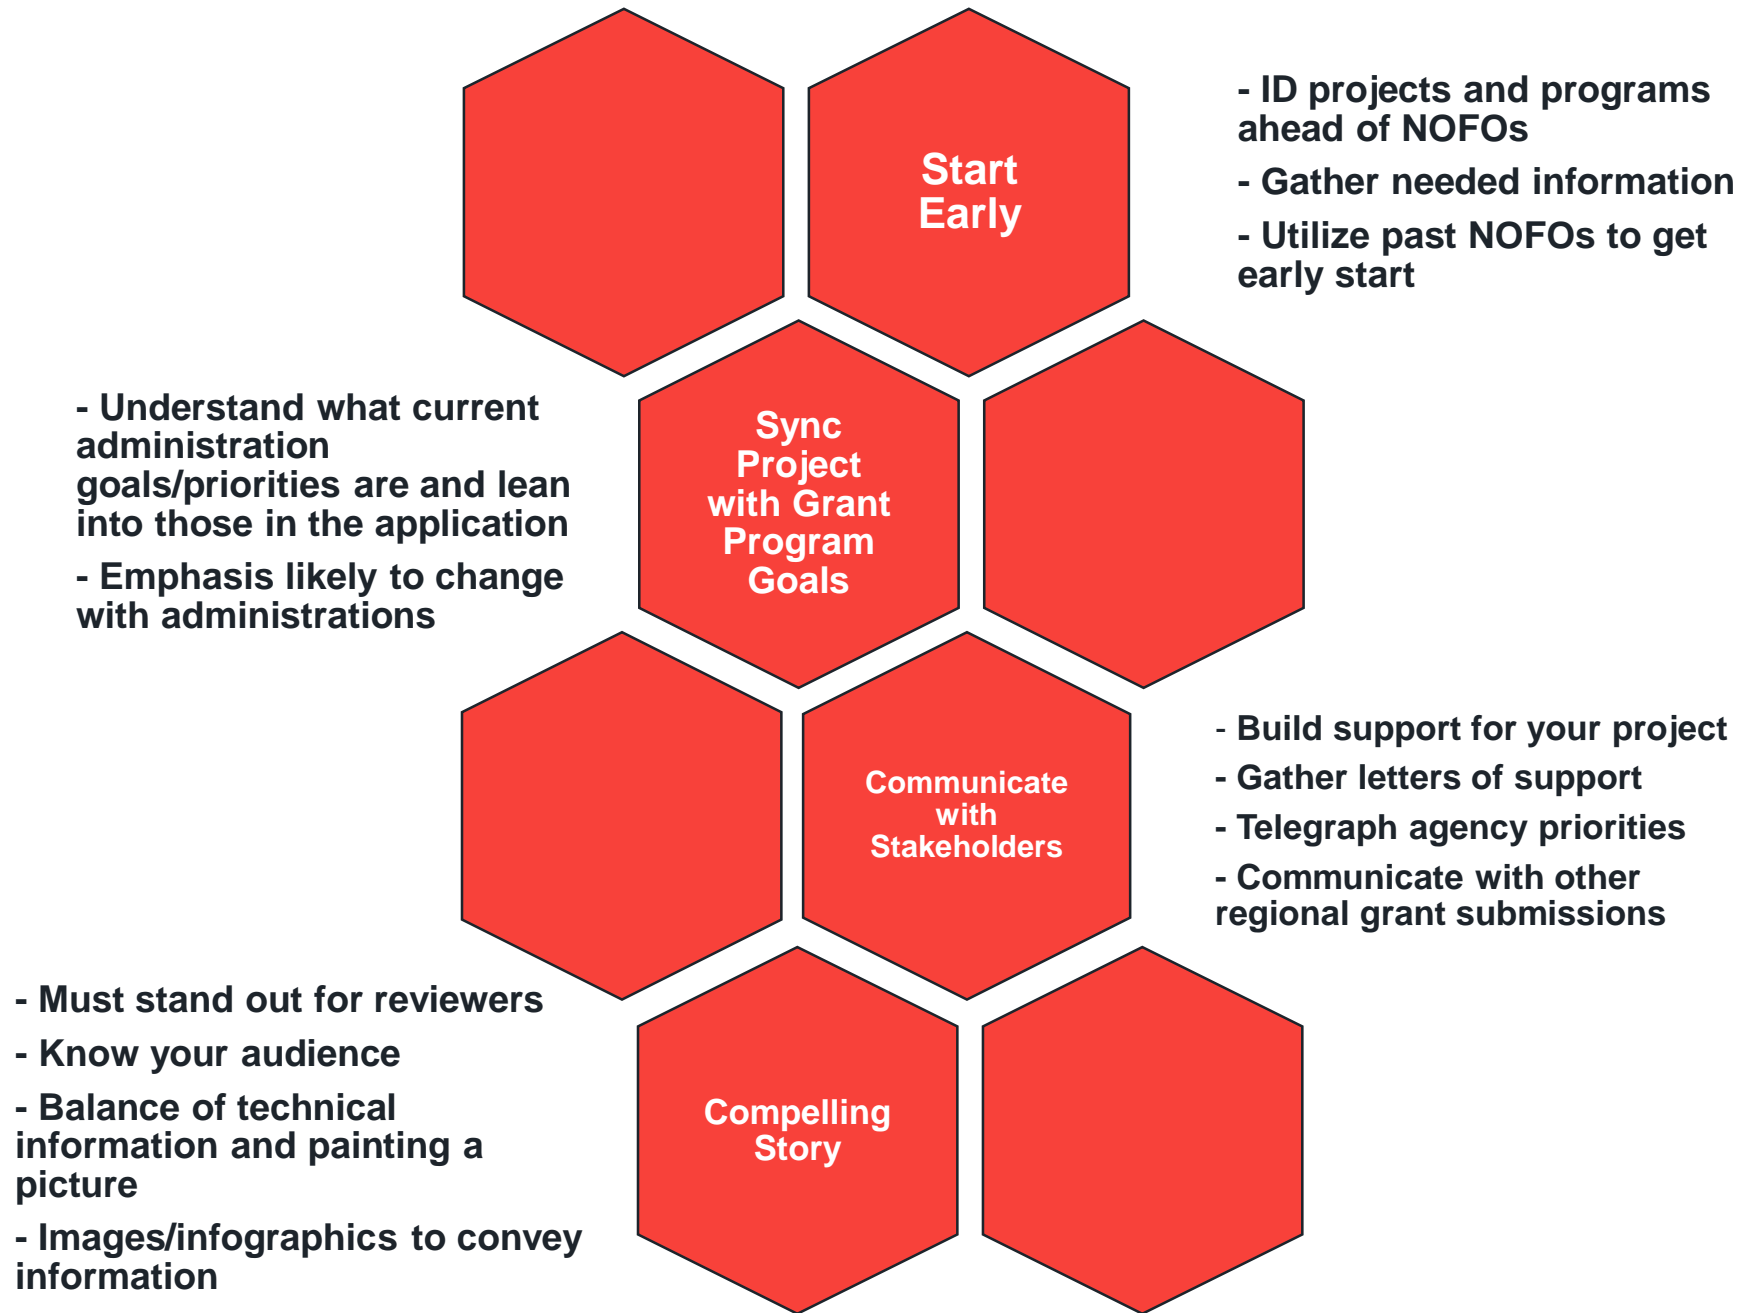 Start
Early
- ID projects and programs
ahead of NOFOs
- Gather needed information
- Utilize past NOFOs to get
early start
Sync
Project
with Grant
Program
Goals
- Understand what current
administration
goals/priorities are and lean
into those in the application
- Emphasis likely to change
with administrations
Communicate
with
Stakeholders
- Build support for your project
- Gather letters of support
- Telegraph agency priorities
- Communicate with other
regional grant submissions
Compelling
Story
- Must stand out for reviewers
- Know your audience
- Balance of technical
information and painting a
picture
- Images/infographics to convey
information